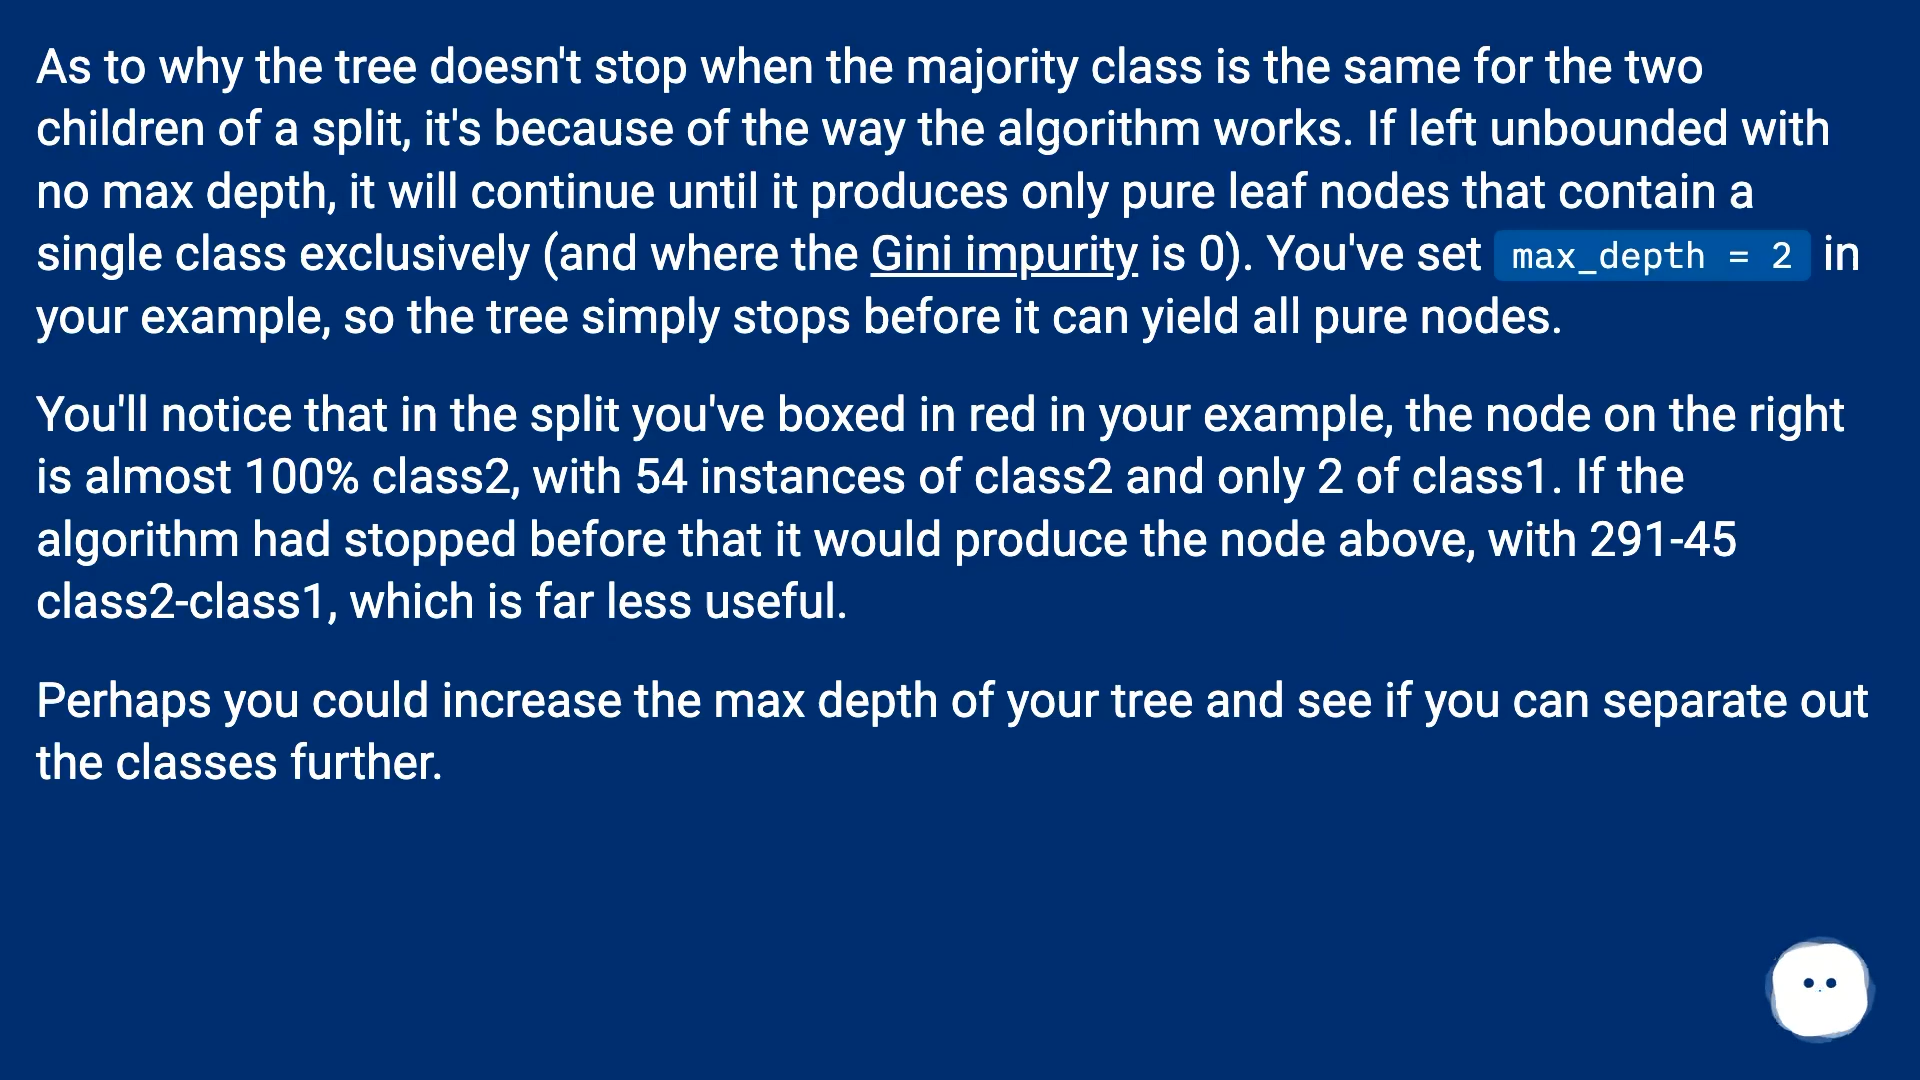 As to why the tree doesn't stop when the majority class is the same for the two
children of a split, it's because of the way the algorithm works. If left unbounded with
no max depth, it will continue until it produces only pure leaf nodes that contain a
single class exclusively (and where the Gini impurity is 0). You've set max_depth = 2 in
your example, so the tree simply stops before it can yield all pure nodes.
You'll notice that in the split you've boxed in red in your example, the node on the right
is almost 100% class2, with 54 instances of class2 and only 2 of class1. If the
algorithm had stopped before that it would produce the node above, with 291-45
class2-class1, which is far less useful.
Perhaps you could increase the max depth of your tree and see if you can separate out
the classes further.